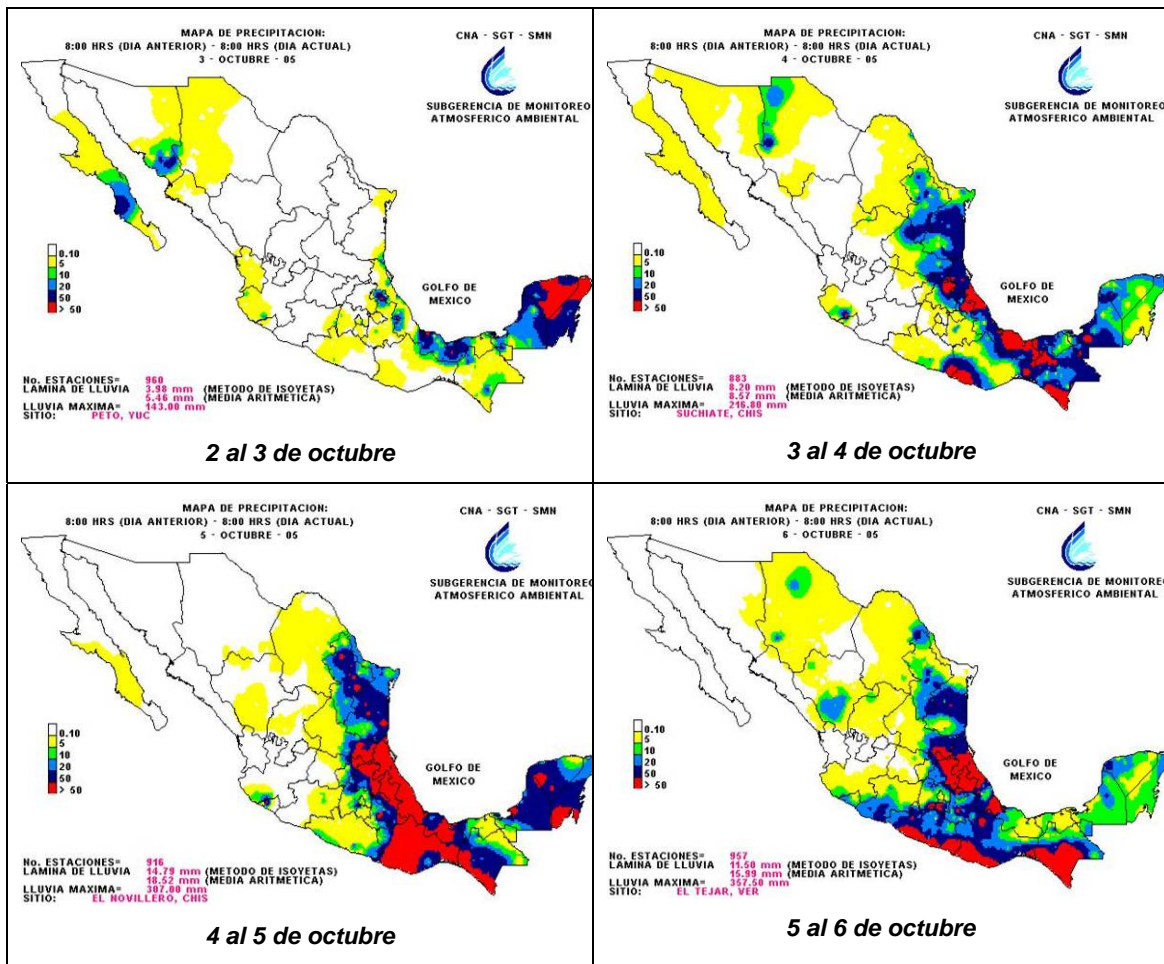 MAPA DE PRECIPITACION:
8:00 HRS (DIA ANTERIOR) - 8:00 HRS (DIA ACTUAL)
3 - OCTUBRE - 05
CNA - SGT - SMN
SUBGERENCIA DE MONITOREO
ATMOSFERICO AMBIENTAL
GOLFO DE
MEXICO
0.10
5
10
20
50
> 50
No. ESTACIONES= 960
LAMINA DE LLUVIA 3.98 mm (METODO DE ISOYETAS)
5.46 mm (MEDIA ARITMETICA)
LLUVIA MAXIMA= 143.00 mm
SITIO: PETO, YUC
2 al 3 de octubre
MAPA DE PRECIPITACION:
8:00 HRS (DIA ANTERIOR) - 8:00 HRS (DIA ACTUAL)
4 - OCTUBRE - 05
CNA - SGT - SMN
SUBGERENCIA DE MONITOREO
ATMOSFERICO AMBIENTAL
GOLFO DE
MEXICO
0.10
5
10
20
50
> 50
No. ESTACIONES= 883
LAMINA DE LLUVIA 8.20 mm (METODO DE ISOYETAS)
8.57 mm (MEDIA ARITMETICA)
LLUVIA MAXIMA= 216.80 mm
SITIO: SUCHIATE, CHIS
3 al 4 de octubre
MAPA DE PRECIPITACION:
8:00 HRS (DIA ANTERIOR) - 8:00 HRS (DIA ACTUAL)
5 - OCTUBRE - 05
CNA - SGT - SMN
SUBGERENCIA DE MONITOREO
ATMOSFERICO AMBIENTAL
GOLFO DE
MEXICO
0.10
5
10
20
50
> 50
No. ESTACIONES= 916
LAMINA DE LLUVIA 14.79 mm (METODO DE ISOYETAS)
18.52 mm (MEDIA ARITMETICA)
LLUVIA MAXIMA= 307.00 mm
SITIO: EL NOVILLERO, CHIS
4 al 5 de octubre
MAPA DE PRECIPITACION:
8:00 HRS (DIA ANTERIOR) - 8:00 HRS (DIA ACTUAL)
6 - OCTUBRE - 05
CNA - SGT - SMN
SUBGERENCIA DE MONITOREO
ATMOSFERICO AMBIENTAL
GOLFO DE
MEXICO
0.10
5
10
20
50
> 50
No. ESTACIONES= 957
LAMINA DE LLUVIA 11.50 mm (METODO DE ISOYETAS)
15.99 mm (MEDIA ARITMETICA)
LLUVIA MAXIMA= 357.50 mm
SITIO: EL TEJAR, VER
5 al 6 de octubre